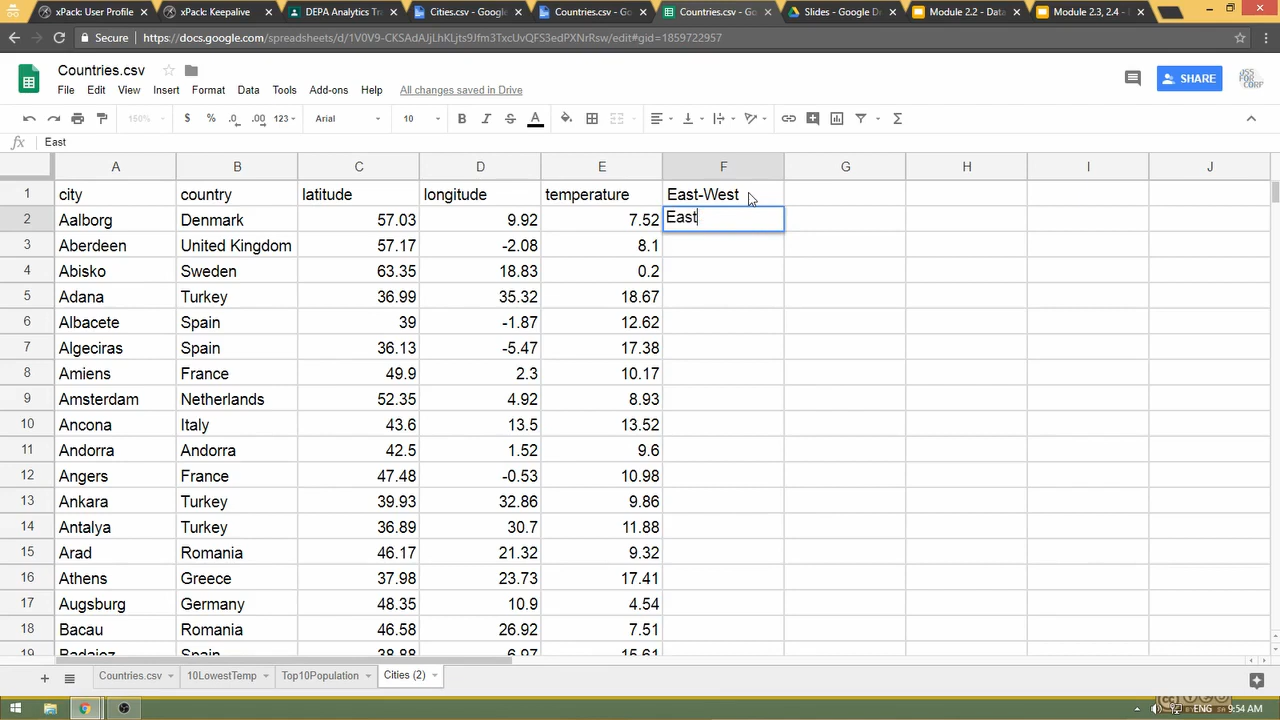 xPack: User Profile
xPack: Keepalive
DEPA Analytics Tr
Cities.csv - Google
Countries.csv - Go
Countries.csv - Go
Slides - Google De
Module 2.2 - Data
Module 2.3, 2.4 -
Secure
https://docs.google.com/spreadsheets/d/1V0V9-CKSAdAJjLhKLjts9Jfm3TxcUvQFS3edPXNrRsw/edit#gid=1859722957
Countries.csv
File Edit View Insert Format Data Tools Add-ons Help All changes saved in Drive
SHARE
150% $ % .0 .00 123 Arial 10 B I S A
fx East
A B C D E F G H I J
1 city country latitude longitude temperature East-West
2 Aalborg Denmark 57.03 9.92 7.52 East
3 Aberdeen United Kingdom 57.17 -2.08 8.1
4 Abisko Sweden 63.35 18.83 0.2
5 Adana Turkey 36.99 35.32 18.67
6 Albacete Spain 39 -1.87 12.62
7 Algeciras Spain 36.13 -5.47 17.38
8 Amiens France 49.9 2.3 10.17
9 Amsterdam Netherlands 52.35 4.92 8.93
10 Ancona Italy 43.6 13.5 13.52
11 Andorra Andorra 42.5 1.52 9.6
12 Angers France 47.48 -0.53 10.98
13 Ankara Turkey 39.93 32.86 9.86
14 Antalya Turkey 36.89 30.7 11.88
15 Arad Romania 46.17 21.32 9.32
16 Athens Greece 37.98 23.73 17.41
17 Augsburg Germany 48.35 10.9 4.54
18 Bacau Romania 46.58 26.92 7.51
19 Badajoz Spain 38.88 6.97 15.61
Countries.csv 10LowestTemp Top10Population Cities (2)
ENG 9:54 AM